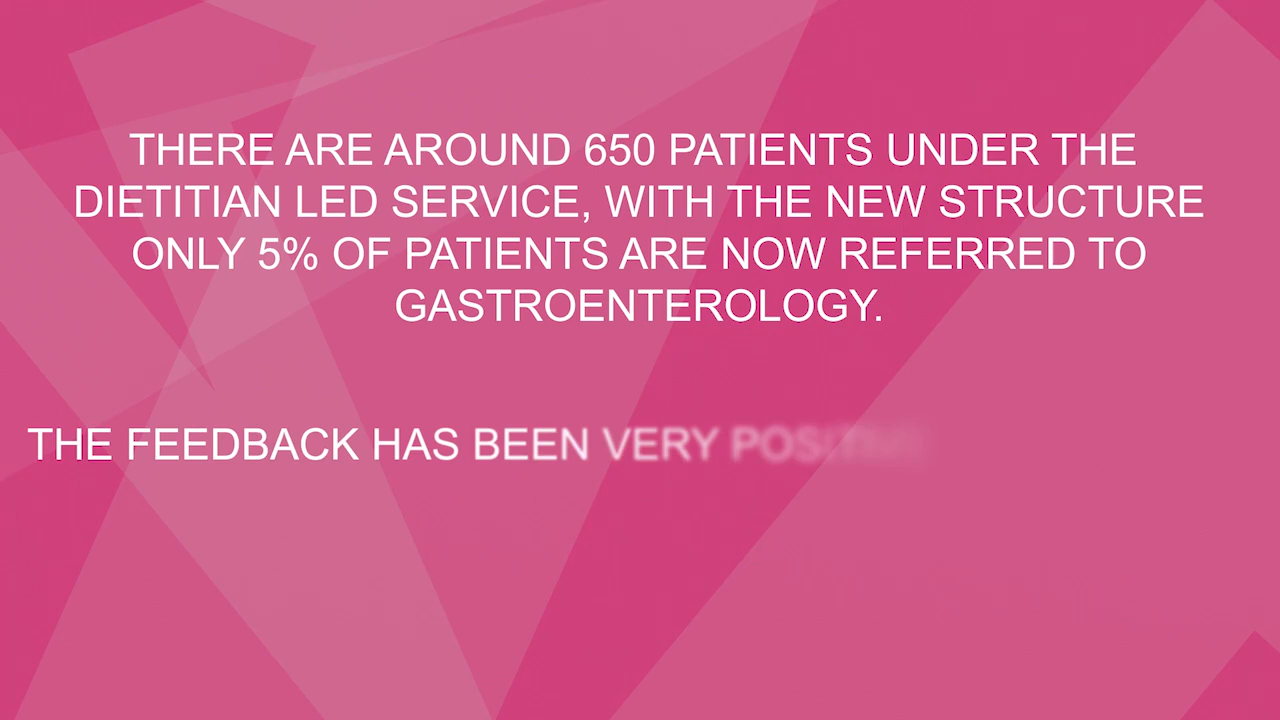 THERE ARE AROUND 650 PATIENTS UNDER THE
DIETITIAN LED SERVICE, WITH THE NEW STRUCTURE
ONLY 5% OF PATIENTS ARE NOW REFERRED TO
GASTROENTEROLOGY.
THE FEEDBACK HAS BEEN VERY POSITIVE